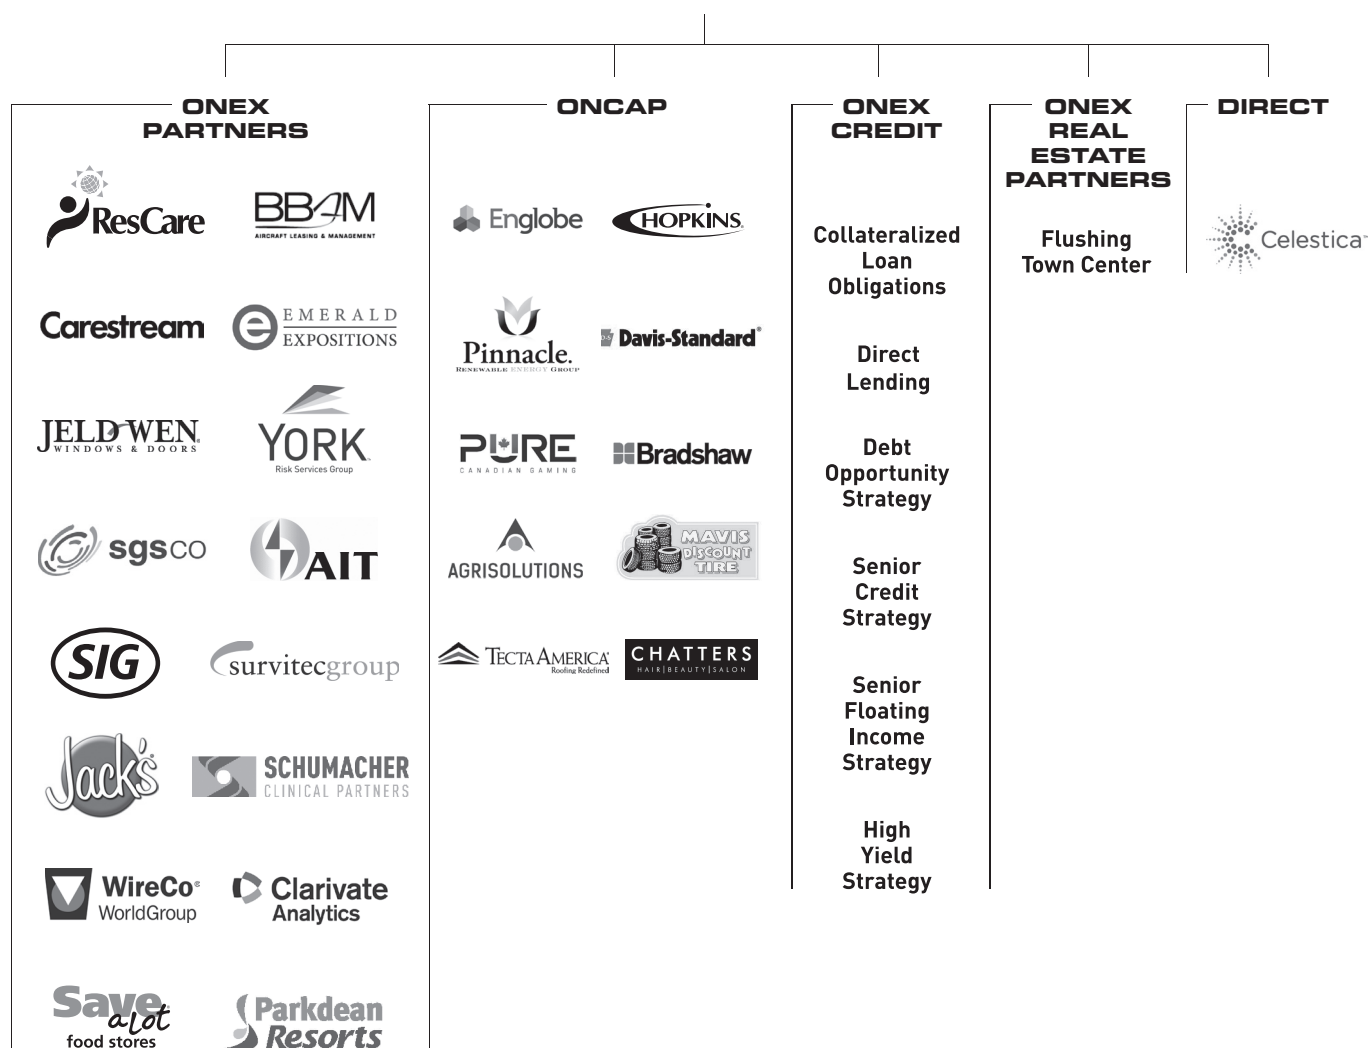 ONEX
PARTNERS
ResCare
BBAM
AIRCRAFT LEASING & MANAGEMENT
Carestream
e EMERALD
EXPOSITIONS
JELD WEN
WINDOWS & DOORS
YORK
Risk Services Group
sgsco
AIT
SIG
survitecgroup
Jack's
SCHUMACHER
CLINICAL PARTNERS
WireCo®
WorldGroup
Clarivate
Analytics
Save
a Lot
food stores
Parkdean
Resorts
ONCAP
Englobe
HOPKINS
Pinnacle.
RENEWABLE ENERGY GROUP
D-S Davis-Standard®
PURE
CANADIAN GAMING
Bradshaw
AGRISOLUTIONS
MAVIS
DISCOUNT
TIRE
TECTA AMERICA
Roofing Redefined
CHATTERS
HAIR|BEAUTY|SALON
ONEX
CREDIT
Collateralized
Loan
Obligations
Direct
Lending
Debt
Opportunity
Strategy
Senior
Credit
Strategy
Senior
Floating
Income
Strategy
High
Yield
Strategy
ONEX
REAL
ESTATE
PARTNERS
Flushing
Town Center
DIRECT
Celestica™